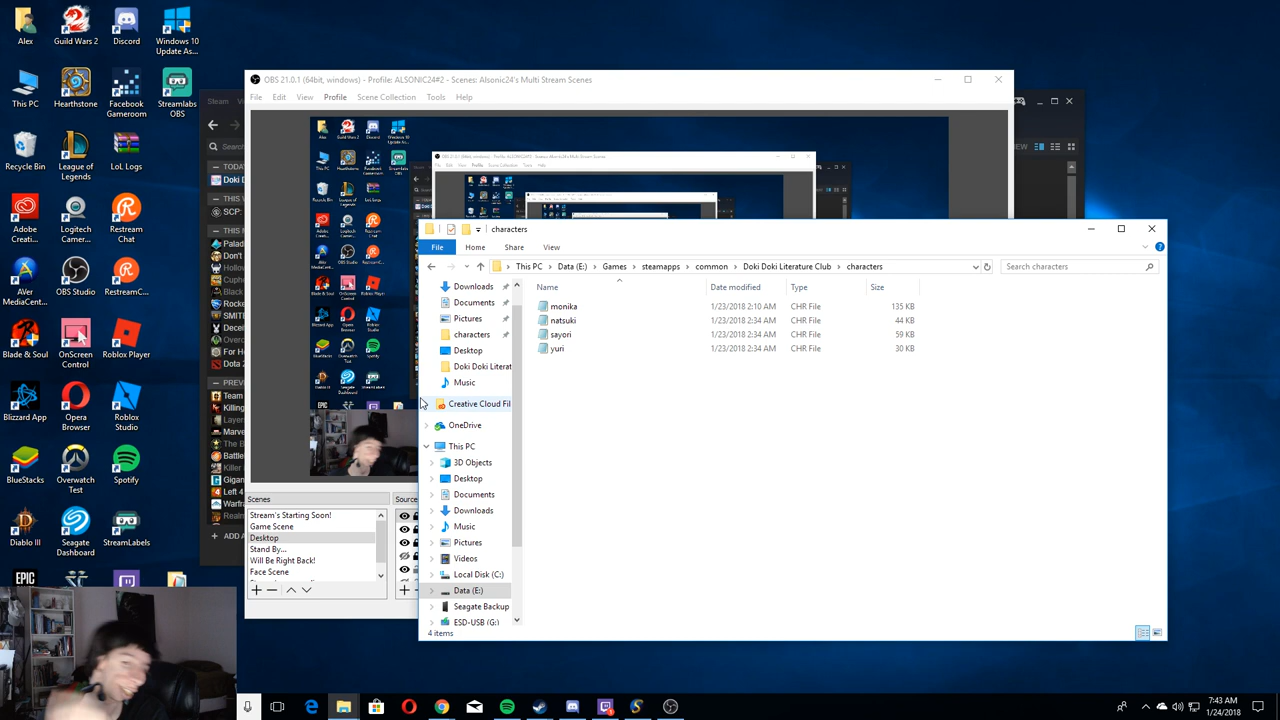 Alex
Guild Wars 2
Discord
Windows 10
Update As...
This PC
Hearthstone
Facebook
Gameroom
Streamlabs
OBS
Recycle Bin
League of
Legends
LoL Logs
Adobe
Creati...
Logitech
Camer...
Restream
Chat
AVer
MediaCent...
OBS Studio
RestreamC...
Blade & Soul
OnScreen
Control
Roblox Player
Blizzard App
Opera
Browser
Roblox
Studio
BlueStacks
Overwatch
Test
Spotify
Diablo III
Seagate
Dashboard
StreamLabels
EPIC
Steam
TODA
Doki D
THIS W
SCP:
THIS
Palad
Don't
Cuph
Rocke
SMITE
Decei
For Ho
Dota 2
PREV
Team
Killing
Layer
Marve
The B
Battle
Killer
Gigan
Left 4
Warfr
Realm
ADD A
OBS 21.0.1 (64bit, windows) - Profile: ALSONIC24#2 - Scenes: Alsonic24's Multi Stream Scenes
File Edit View Profile Scene Collection Tools Help
Scenes
Stream's Starting Soon!
Game Scene
Desktop
Stand By...
Will Be Right Back!
Face Scene
Sourc
characters
File Home Share View
This PC > Data (E:) > Games > steamapps > common > Doki Doki Literature Club > characters
Search characters
Downloads
Documents
Pictures
characters
Desktop
Doki Doki Literat
Music
Creative Cloud Fil
OneDrive
This PC
3D Objects
Desktop
Documents
Downloads
Music
Pictures
Videos
Local Disk (C:)
Data (E:)
Seagate Backup
ESD-USB (G:)
Name Date modified Type Size
monika 1/23/2018 2:10 AM CHR File 135 KB
natsuki 1/23/2018 2:34 AM CHR File 44 KB
sayori 1/23/2018 2:34 AM CHR File 59 KB
yuri 1/23/2018 2:34 AM CHR File 30 KB
4 items
7:43 AM
1/24/2018